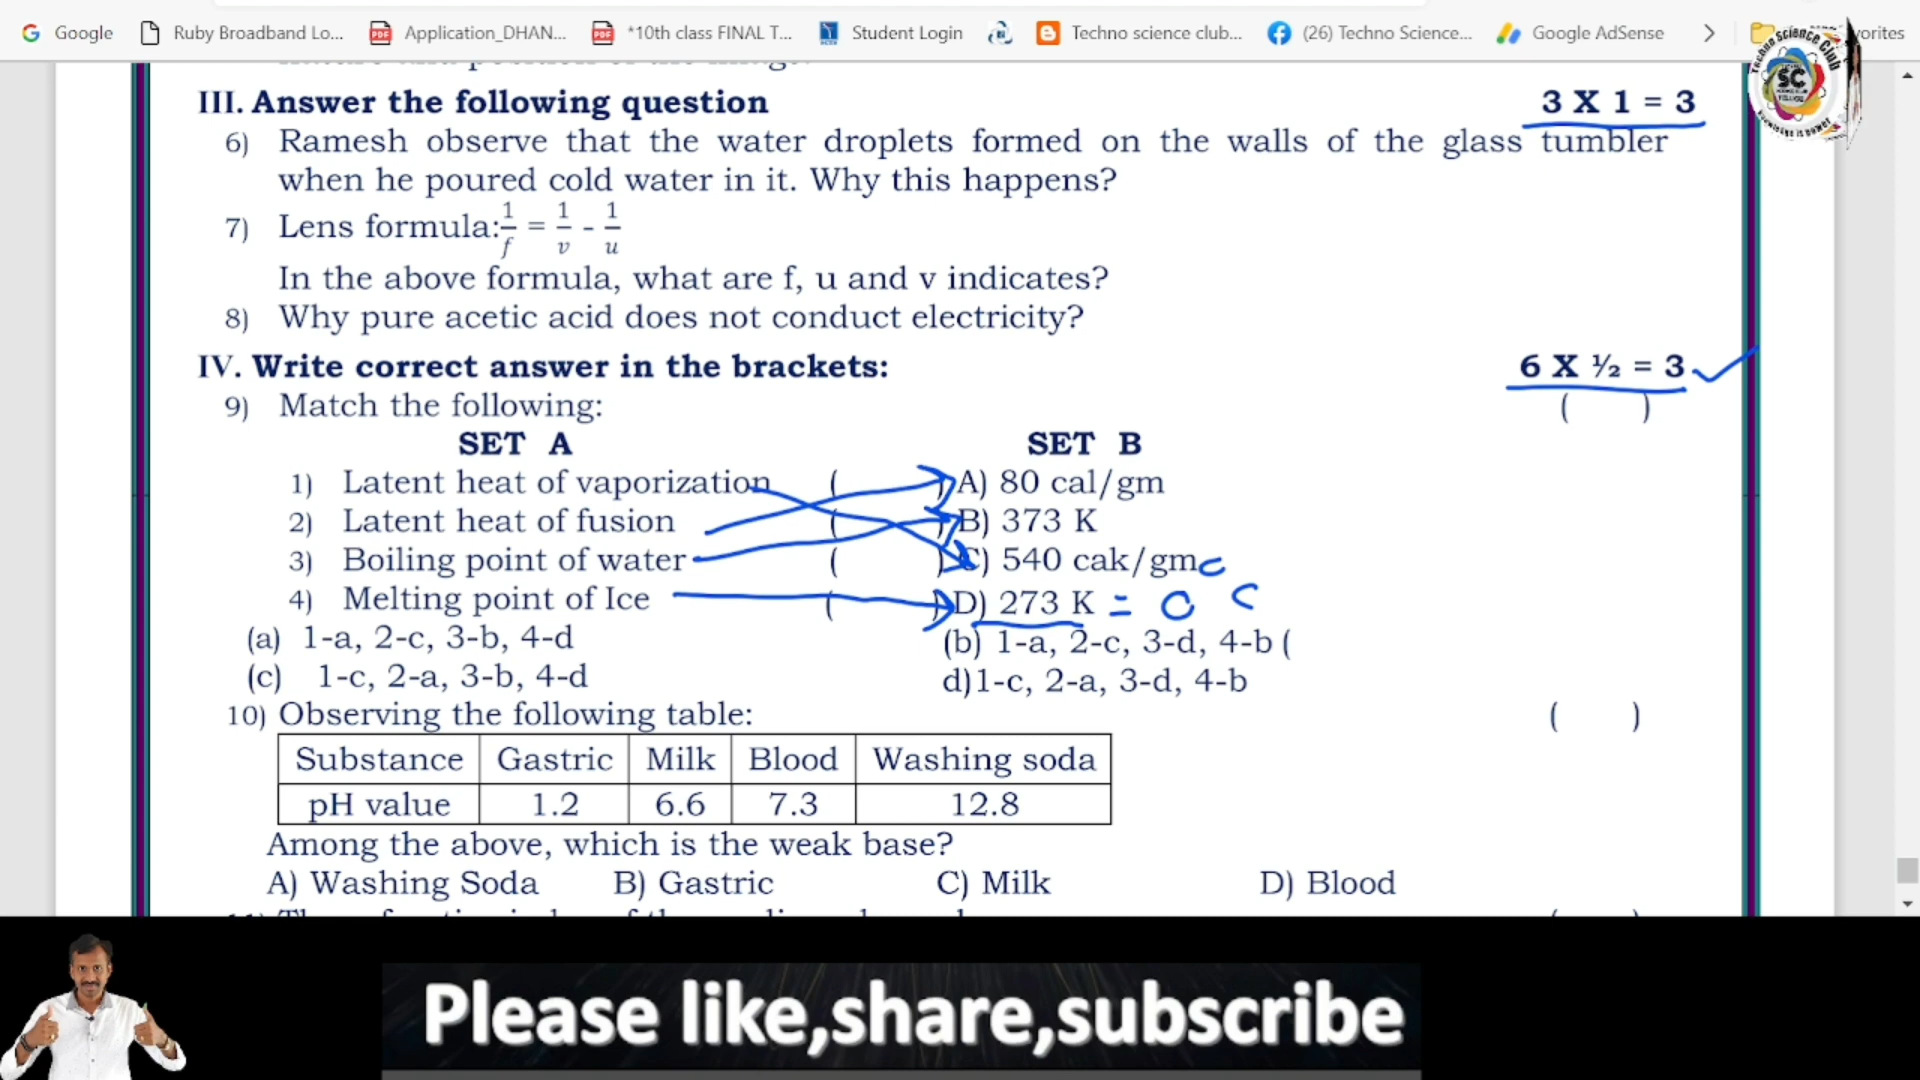 Google Ruby Broadband Lo... Application_DHAN... *10th class FINAL T... Student Login Techno science club... (26) Techno Science... Google AdSense
III. Answer the following question 3 X 1 = 3
6) Ramesh observe that the water droplets formed on the walls of the glass tumbler
when he poured cold water in it. Why this happens?
7) Lens formula: 1/f = 1/v - 1/u
In the above formula, what are f, u and v indicates?
8) Why pure acetic acid does not conduct electricity?
IV. Write correct answer in the brackets: 6 X ½ = 3
9) Match the following: ( )
SET A SET B
1) Latent heat of vaporization ( ) A) 80 cal/gm
2) Latent heat of fusion ( ) B) 373 K
3) Boiling point of water ( ) C) 540 cak/gm c
4) Melting point of Ice ( ) D) 273 K = 0 c
(a) 1-a, 2-c, 3-b, 4-d (b) 1-a, 2-c, 3-d, 4-b (
(c) 1-c, 2-a, 3-b, 4-d d)1-c, 2-a, 3-d, 4-b
10) Observing the following table: ( )
Substance Gastric Milk Blood Washing soda
pH value 1.2 6.6 7.3 12.8
Among the above, which is the weak base?
A) Washing Soda B) Gastric C) Milk D) Blood
Please like,share,subscribe